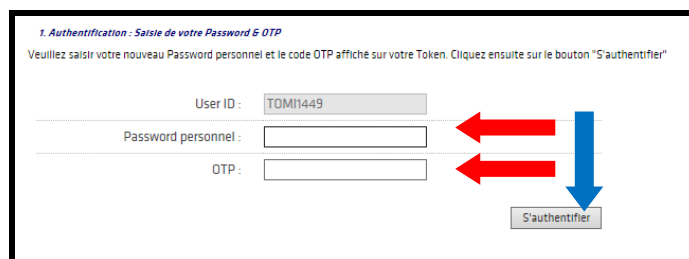 1. Authentification : Saisie de votre Password & OTP
Veuillez saisir votre nouveau Password personnel et le code OTP affiché sur votre Token. Cliquez ensuite sur le bouton "S'authentifier"
User ID : TOMI1449
Password personnel :
OTP :
S'authentifier